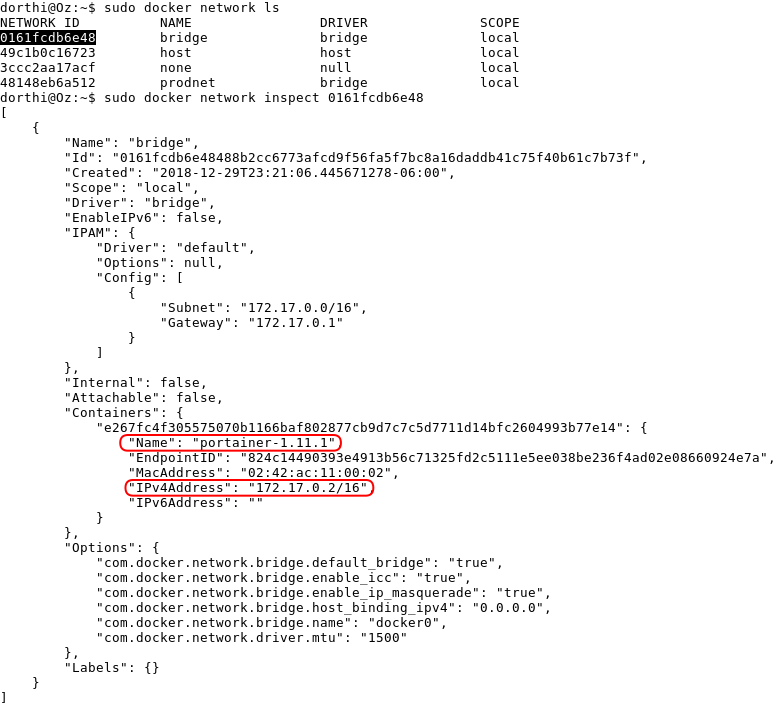 dorthi@Oz:~$ sudo docker network ls
NETWORK ID          NAME                DRIVER              SCOPE
0161fcdb6e48        bridge              bridge              local
49c1b0c16723        host                host                local
3ccc2aa17acf        none                null                local
48148eb6a512        prodnet             bridge              local
dorthi@Oz:~$ sudo docker network inspect 0161fcdb6e48
[
    {
        "Name": "bridge",
        "Id": "0161fcdb6e48488b2cc6773afcd9f56fa5f7bc8a16daddb41c75f40b61c7b73f",
        "Created": "2018-12-29T23:21:06.445671278-06:00",
        "Scope": "local",
        "Driver": "bridge",
        "EnableIPv6": false,
        "IPAM": {
            "Driver": "default",
            "Options": null,
            "Config": [
                {
                    "Subnet": "172.17.0.0/16",
                    "Gateway": "172.17.0.1"
                }
            ]
        },
        "Internal": false,
        "Attachable": false,
        "Containers": {
            "e267fc4f305575070b1166baf802877cb9d7c7c5d7711d14bfc2604993b77e14": {
                "Name": "portainer-1.11.1",
                "EndpointID": "824c14490393e4913b56c71325fd2c5111e5ee038be236f4ad02e08660924e7a",
                "MacAddress": "02:42:ac:11:00:02",
                "IPv4Address": "172.17.0.2/16",
                "IPv6Address": ""
            }
        },
        "Options": {
            "com.docker.network.bridge.default_bridge": "true",
            "com.docker.network.bridge.enable_icc": "true",
            "com.docker.network.bridge.enable_ip_masquerade": "true",
            "com.docker.network.bridge.host_binding_ipv4": "0.0.0.0",
            "com.docker.network.bridge.name": "docker0",
            "com.docker.network.driver.mtu": "1500"
        },
        "Labels": {}
    }
]